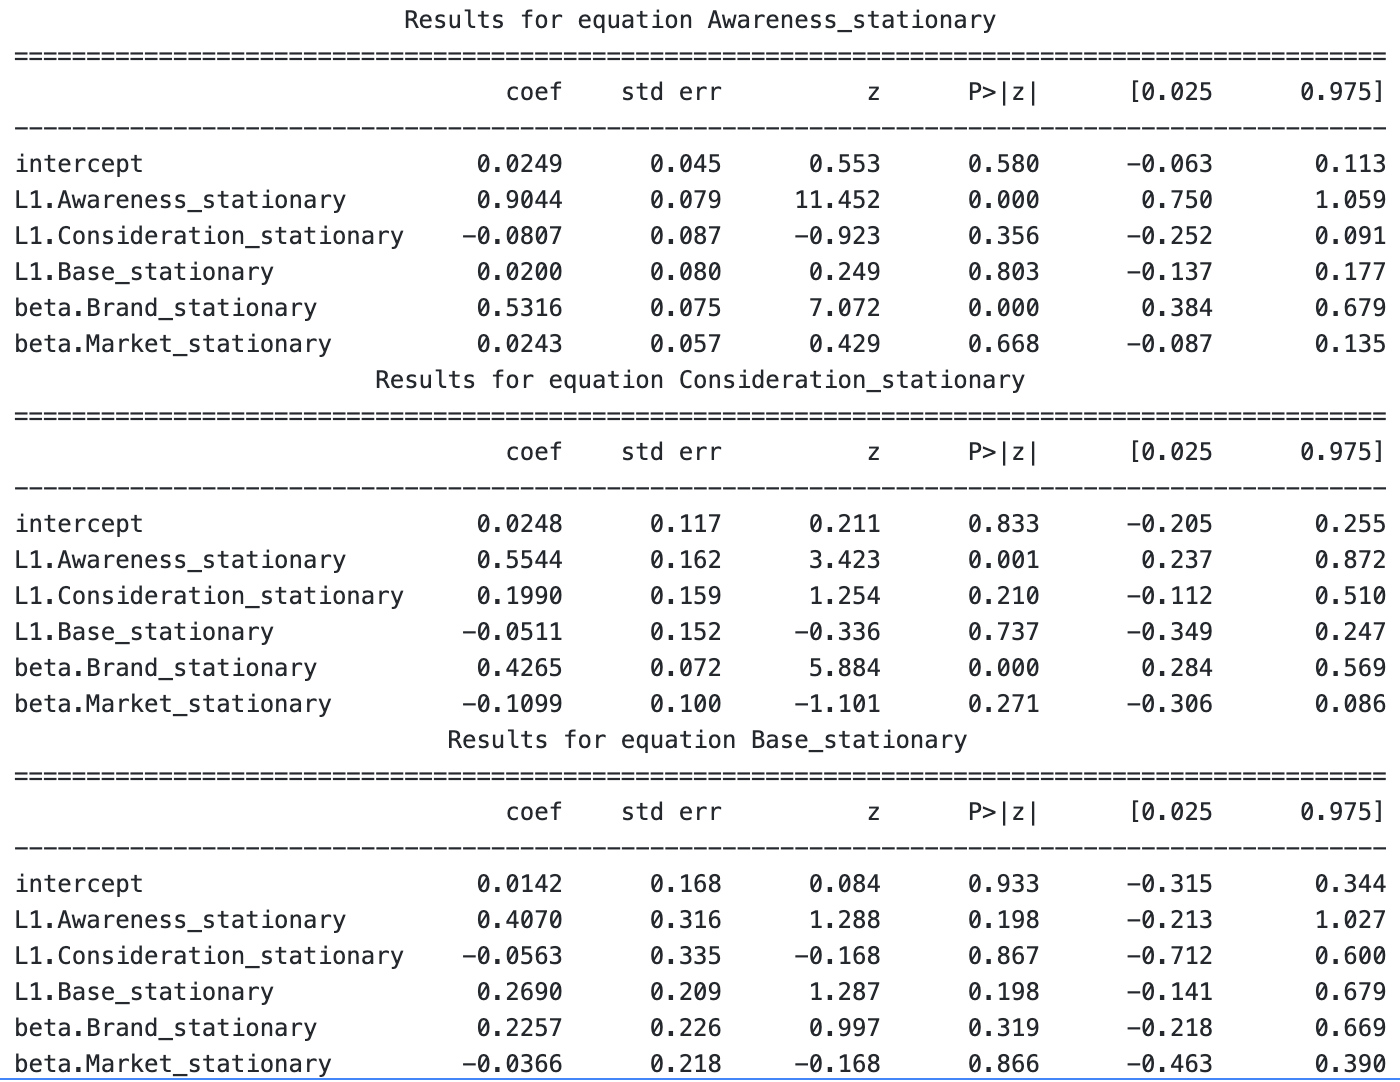 Results for equation Awareness_stationary
===============================================================================================
coef std err z P>|z| [0.025 0.975]
-----------------------------------------------------------------------------------------------
intercept 0.0249 0.045 0.553 0.580 -0.063 0.113
L1.Awareness_stationary 0.9044 0.079 11.452 0.000 0.750 1.059
L1.Consideration_stationary -0.0807 0.087 -0.923 0.356 -0.252 0.091
L1.Base_stationary 0.0200 0.080 0.249 0.803 -0.137 0.177
beta.Brand_stationary 0.5316 0.075 7.072 0.000 0.384 0.679
beta.Market_stationary 0.0243 0.057 0.429 0.668 -0.087 0.135
Results for equation Consideration_stationary
===============================================================================================
coef std err z P>|z| [0.025 0.975]
-----------------------------------------------------------------------------------------------
intercept 0.0248 0.117 0.211 0.833 -0.205 0.255
L1.Awareness_stationary 0.5544 0.162 3.423 0.001 0.237 0.872
L1.Consideration_stationary 0.1990 0.159 1.254 0.210 -0.112 0.510
L1.Base_stationary -0.0511 0.152 -0.336 0.737 -0.349 0.247
beta.Brand_stationary 0.4265 0.072 5.884 0.000 0.284 0.569
beta.Market_stationary -0.1099 0.100 -1.101 0.271 -0.306 0.086
Results for equation Base_stationary
===============================================================================================
coef std err z P>|z| [0.025 0.975]
-----------------------------------------------------------------------------------------------
intercept 0.0142 0.168 0.084 0.933 -0.315 0.344
L1.Awareness_stationary 0.4070 0.316 1.288 0.198 -0.213 1.027
L1.Consideration_stationary -0.0563 0.335 -0.168 0.867 -0.712 0.600
L1.Base_stationary 0.2690 0.209 1.287 0.198 -0.141 0.679
beta.Brand_stationary 0.2257 0.226 0.997 0.319 -0.218 0.669
beta.Market_stationary -0.0366 0.218 -0.168 0.866 -0.463 0.390